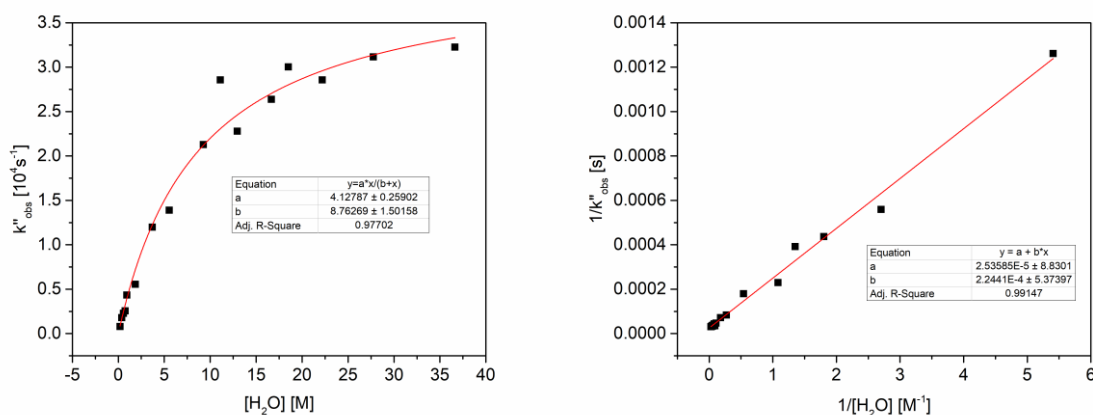 3.5
3.0
2.5
2.0
1.5
1.0
0.5
0.0
k"obs [10⁴s⁻¹]
Equation y=a*x/(b+x)
a 4.12787 ± 0.25902
b 8.76269 ± 1.50158
Adj. R-Square 0.97702
-5 0 5 10 15 20 25 30 35 40
[H₂O] [M]
0.0014
0.0012
0.0010
0.0008
0.0006
0.0004
0.0002
0.0000
1/k"obs [s]
Equation y = a + b*x
a 2.53585E-5 ± 8.8301
b 2.2441E-4 ± 5.37397
Adj. R-Square 0.99147
0 1 2 3 4 5 6
1/[H₂O] [M⁻¹]